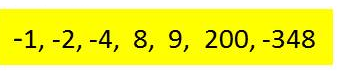 -1, -2, -4, 8, 9, 200, -348